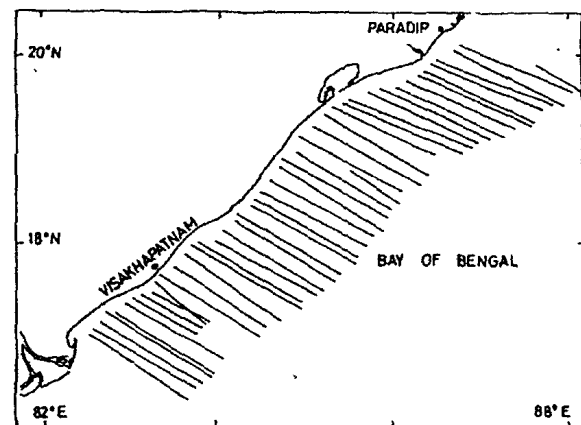 PARADIP
20°N
18°N
VISAKHAPATNAM
BAY OF BENGAL
82°E
88°E